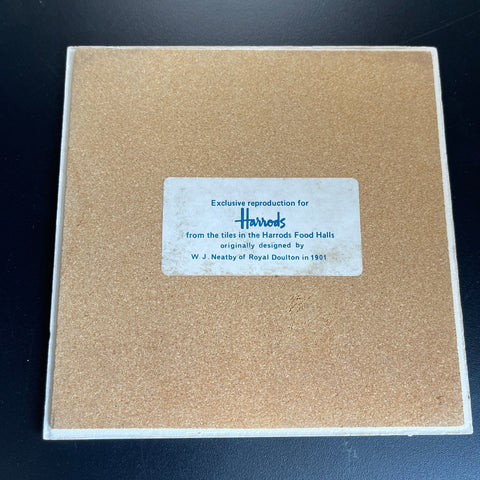 Exclusive reproduction for
Harrods
from the tiles in the Harrods Food Halls
originally designed by
W. J. Neatby of Royal Doulton in 1901